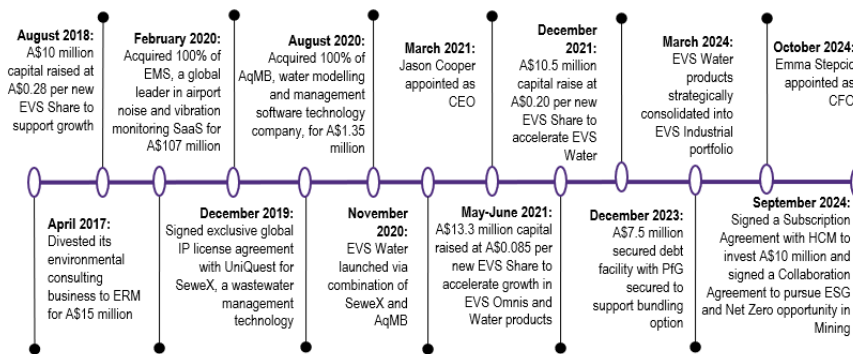 August 2018:
A$10 million
capital raised at
A$0.28 per new
EVS Share to
support growth
February 2020:
Acquired 100% of
EMS, a global
leader in airport
noise and vibration
monitoring SaaS for
A$107 million
August 2020:
Acquired 100% of
AqMB, water modelling
and management
software technology
company, for A$1.35
million
March 2021:
Jason Cooper
appointed as
CEO
December
2021:
A$10.5 million
capital raise at
A$0.20 per new
EVS Share to
accelerate EVS
Water
March 2024:
EVS Water
products
strategically
consolidated into
EVS Industrial
portfolio
October 2024:
Emma Stepcic
appointed as
CFO
April 2017:
Divested its
environmental
consulting
business to ERM
for A$15 million
December 2019:
Signed exclusive global
IP license agreement
with UniQuest for
SeweX, a wastewater
management
technology
November
2020:
EVS Water
launched via
combination of
SeweX and
AqMB
May-June 2021:
A$13.3 million capital
raised at A$0.085 per
new EVS Share to
accelerate growth in
EVS Omnis and
Water products
December 2023:
A$7.5 million
secured debt
facility with PfG
secured to
support bundling
option
September 2024:
Signed a Subscription
Agreement with HCM to
invest A$10 million and
signed a Collaboration
Agreement to pursue ESG
and Net Zero opportunity in
Mining